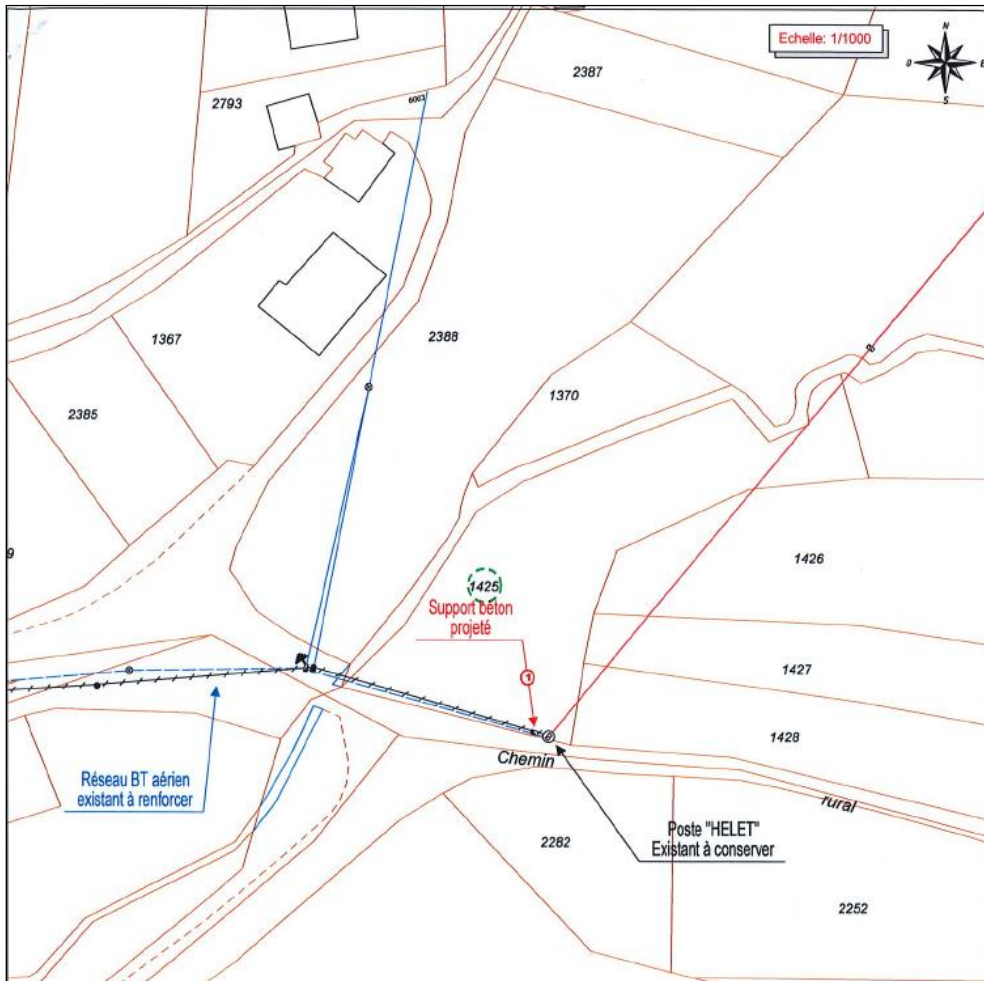 Echelle: 1/1000
N
O
E
S
2387
2793
6003
1367
2388
2385
1370
9
1425
1426
Support béton
projeté
1
1427
1428
Chemin
rural
Réseau BT aérien
existant à renforcer
Poste "HELET"
Existant à conserver
2282
2252